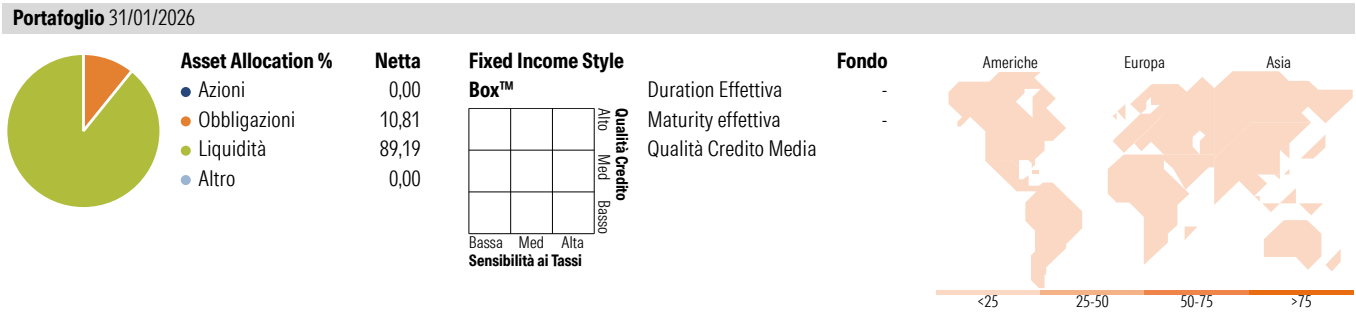 Portafoglio 31/01/2026
Asset Allocation % Netta
Azioni 0,00
Obbligazioni 10,81
Liquidità 89,19
Altro 0,00
Fixed Income Style
Box™
Alto Med Basso
Qualità Credito
Bassa Med Alta
Sensibilità ai Tassi
Fondo
Duration Effettiva -
Maturity effettiva -
Qualità Credito Media
Americhe Europa Asia
<25 25-50 50-75 >75